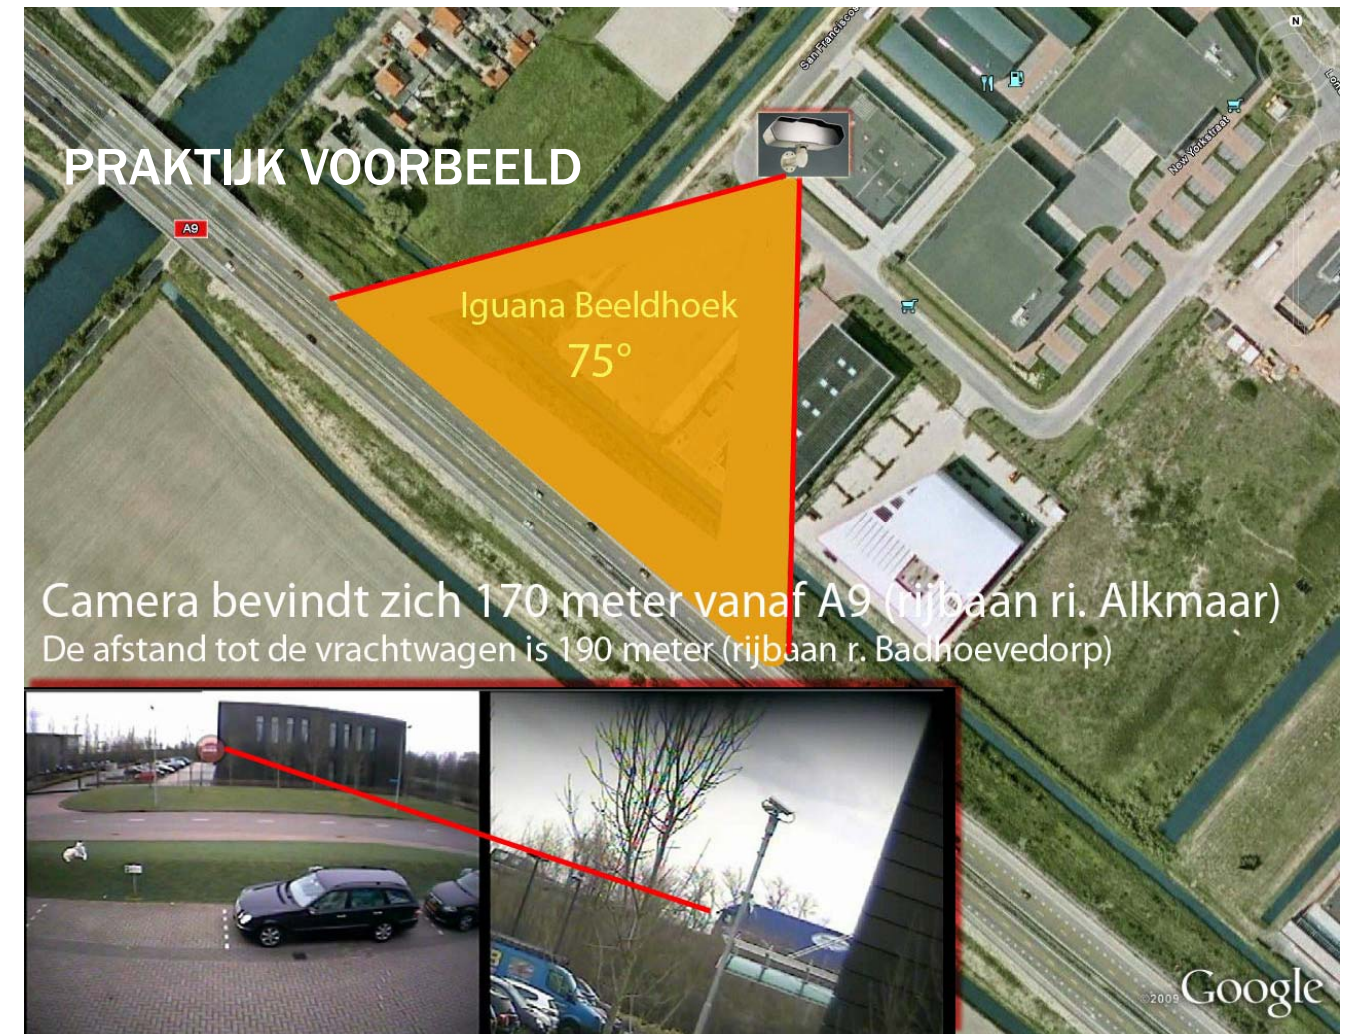 San Francisco
N
PRAKTIJK VOORBEELD
New Yorkstraat
A9
Iguana Beeldhoek
75°
Camera bevindt zich 170 meter vanaf A9 (rijbaan ri. Alkmaar)
De afstand tot de vrachtwagen is 190 meter (rijbaan r. Badhoevedorp)
©2009 Google